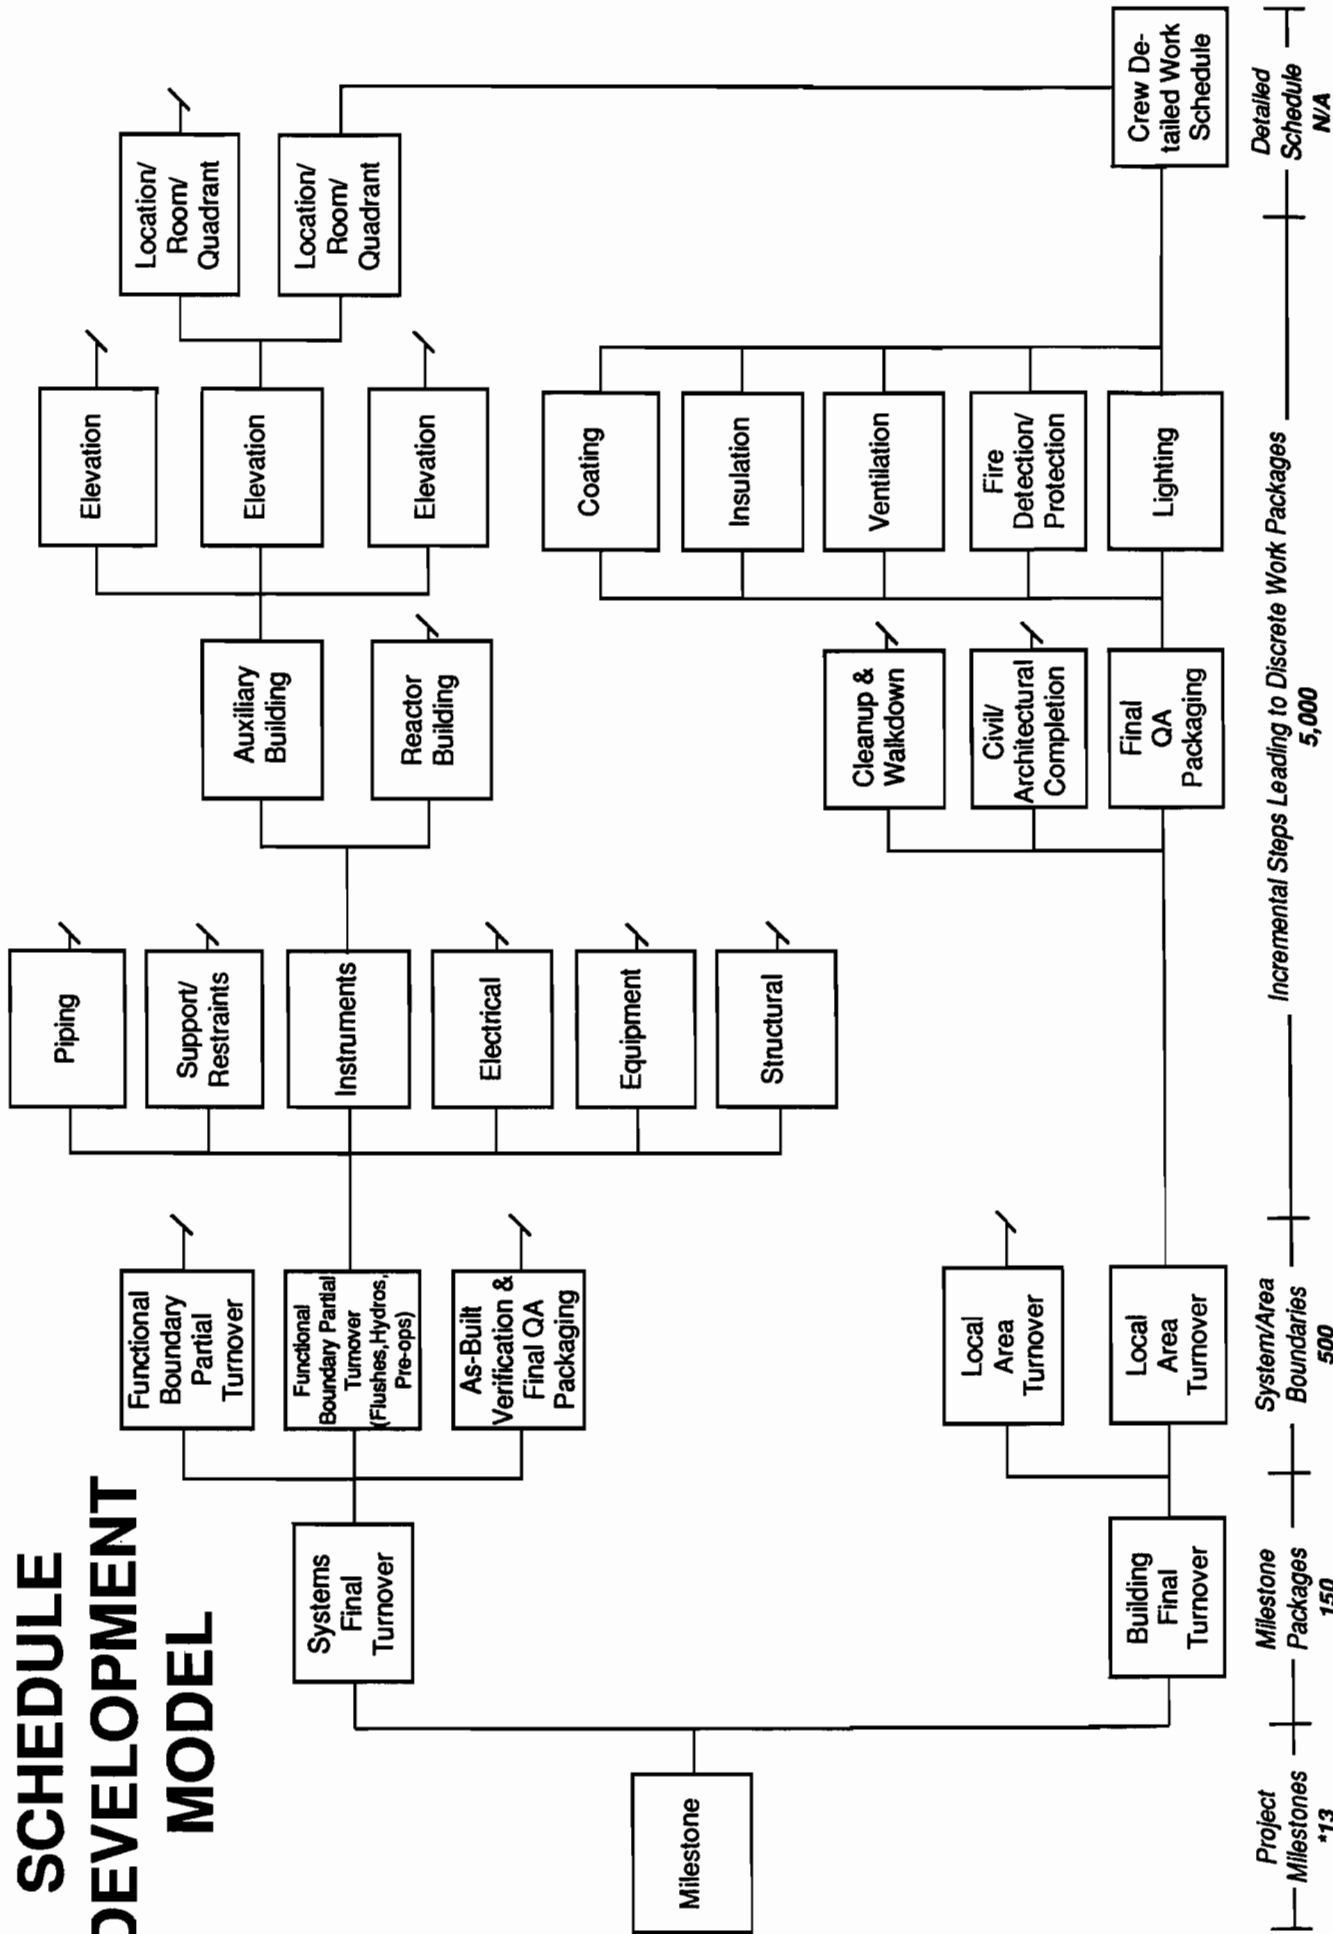 SCHEDULE
DEVELOPMENT
MODEL
Milestone
Systems
Final
Turnover
Building
Final
Turnover
Functional
Boundary
Partial
Turnover
Functional
Boundary Partial
Turnover
(Flushes,Hydros,
Pre-ops)
As-Built
Verification &
Final QA
Packaging
Local
Area
Turnover
Local
Area
Turnover
Piping
Support/
Restraints
Instruments
Electrical
Equipment
Structural
Auxiliary
Building
Reactor
Building
Cleanup &
Walkdown
Civil/
Architectural
Completion
Final
QA
Packaging
Elevation
Elevation
Elevation
Coating
Insulation
Ventilation
Fire
Detection/
Protection
Lighting
Location/
Room/
Quadrant
Location/
Room/
Quadrant
Crew De-
tailed Work
Schedule
Project
Milestones
*13
Milestone
Packages
150
System/Area
Boundaries
500
Incremental Steps Leading to Discrete Work Packages
5,000
Detailed
Schedule
N/A